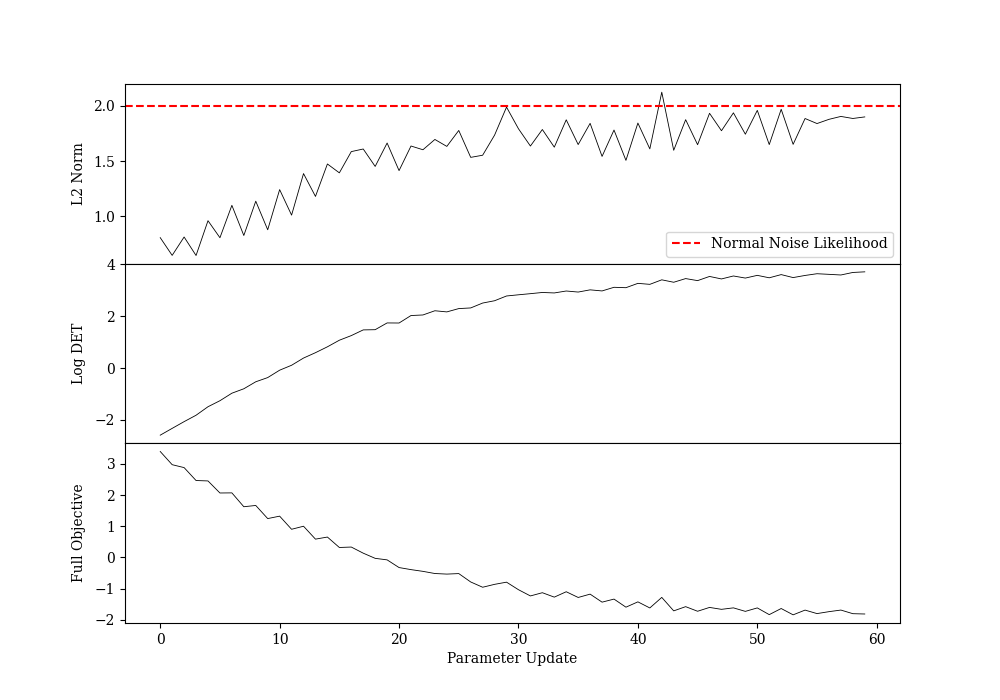 L2 Norm
2.0
1.5
1.0
Normal Noise Likelihood
Log DET
4
2
0
−2
Full Objective
3
2
1
0
−1
−2
0 10 20 30 40 50 60
Parameter Update